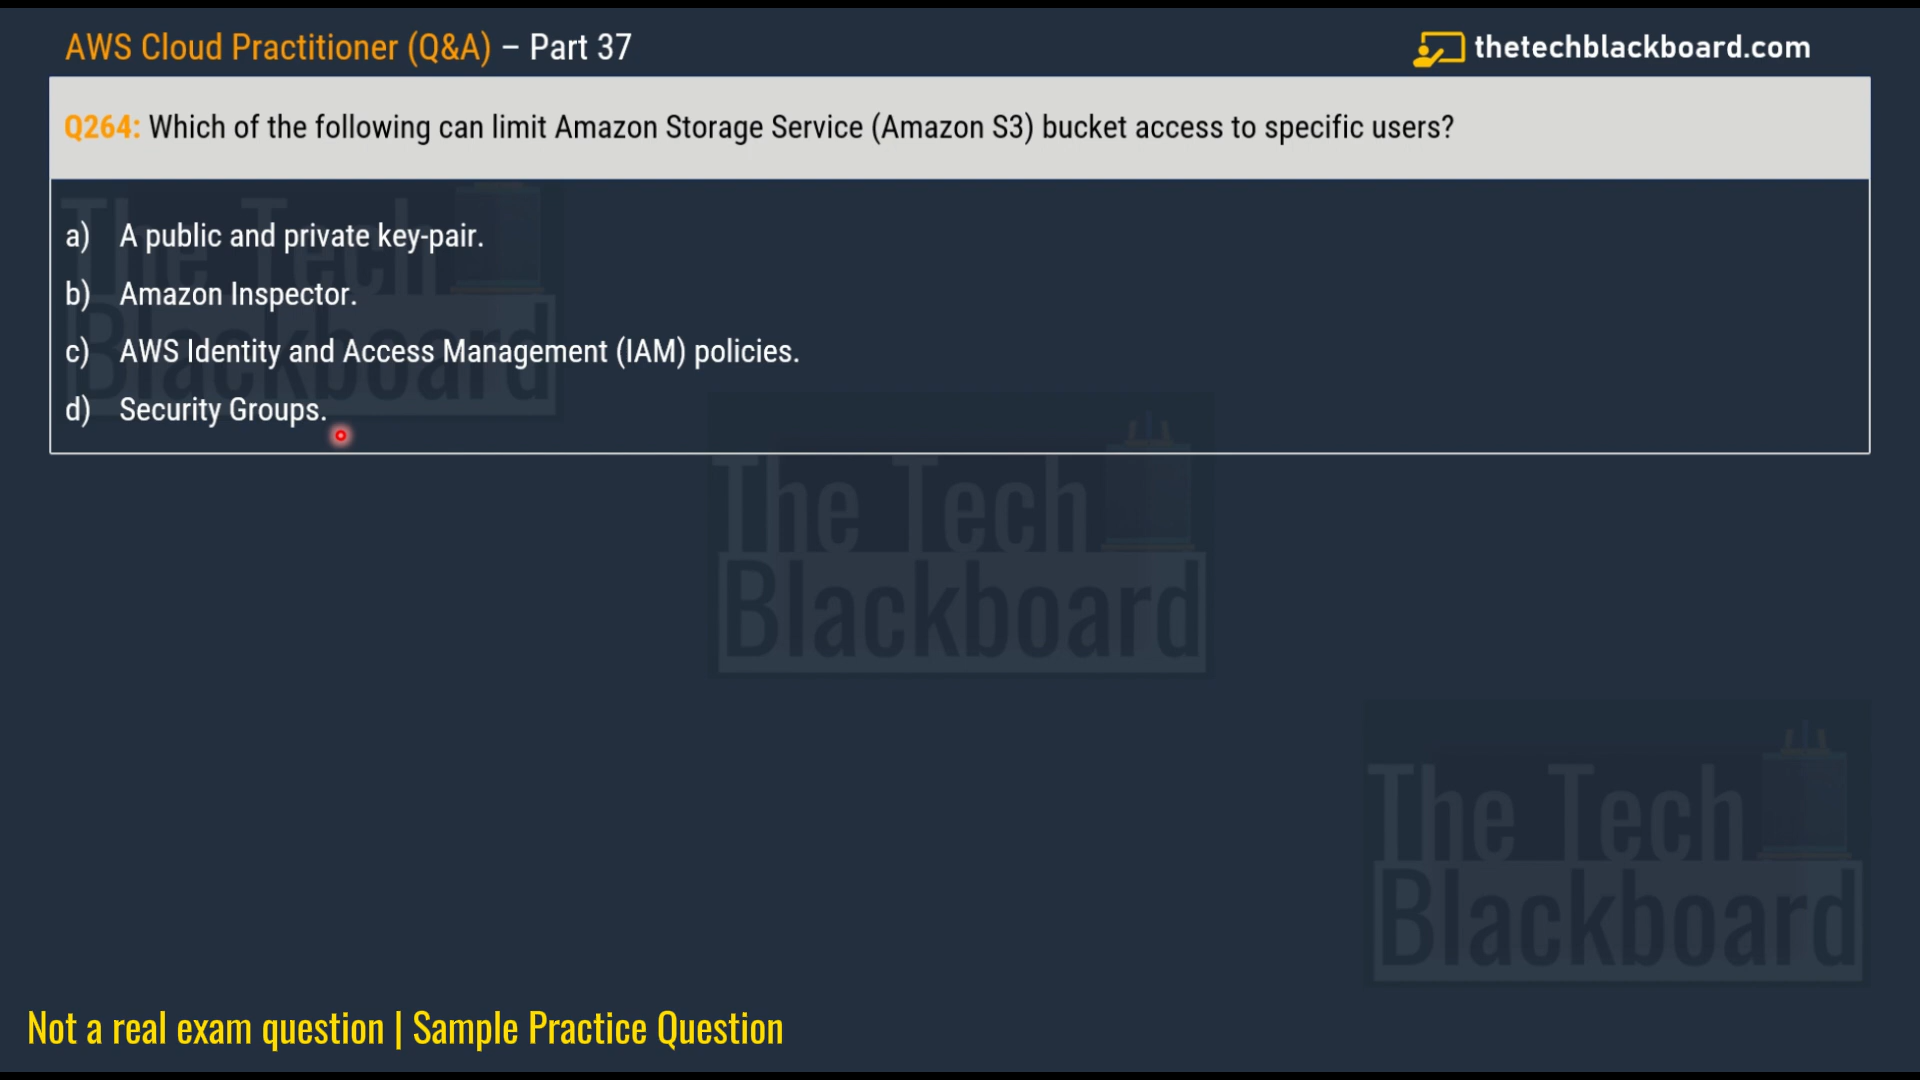 AWS Cloud Practitioner (Q&A) – Part 37
thetechblackboard.com
Q264: Which of the following can limit Amazon Storage Service (Amazon S3) bucket access to specific users?
a) A public and private key-pair.
b) Amazon Inspector.
c) AWS Identity and Access Management (IAM) policies.
d) Security Groups.
The Tech
Blackboard
The Tech
Blackboard
The Tech
Blackboard
Not a real exam question | Sample Practice Question